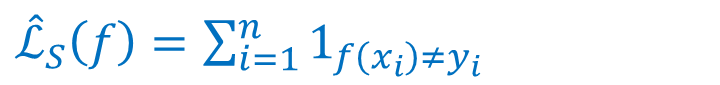 ℒ̂_S(f) = ∑_{i=1}^{n} 1_{f(x_i)≠y_i}